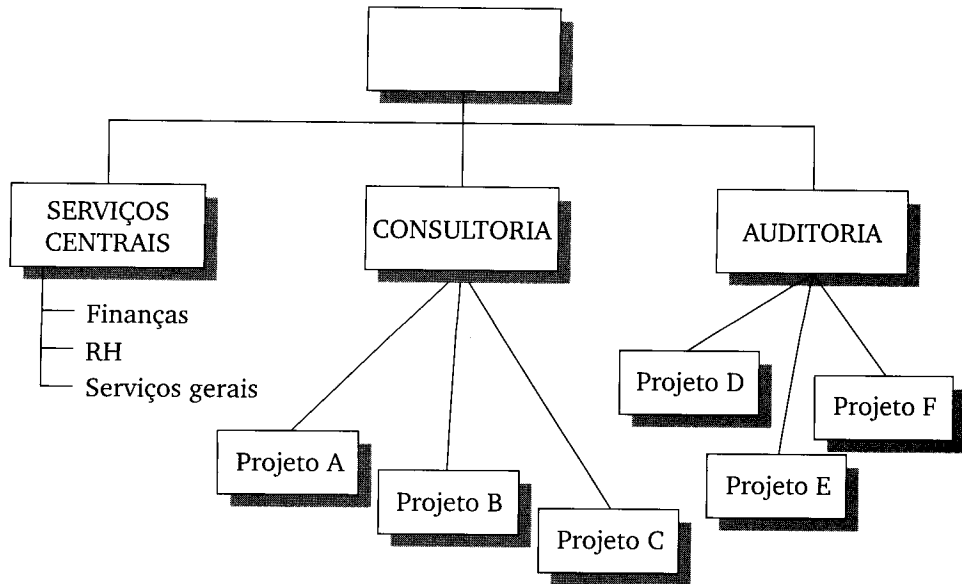 SERVIÇOS
CENTRAIS
CONSULTORIA
AUDITORIA
Finanças
RH
Serviços gerais
Projeto A
Projeto B
Projeto C
Projeto D
Projeto E
Projeto F